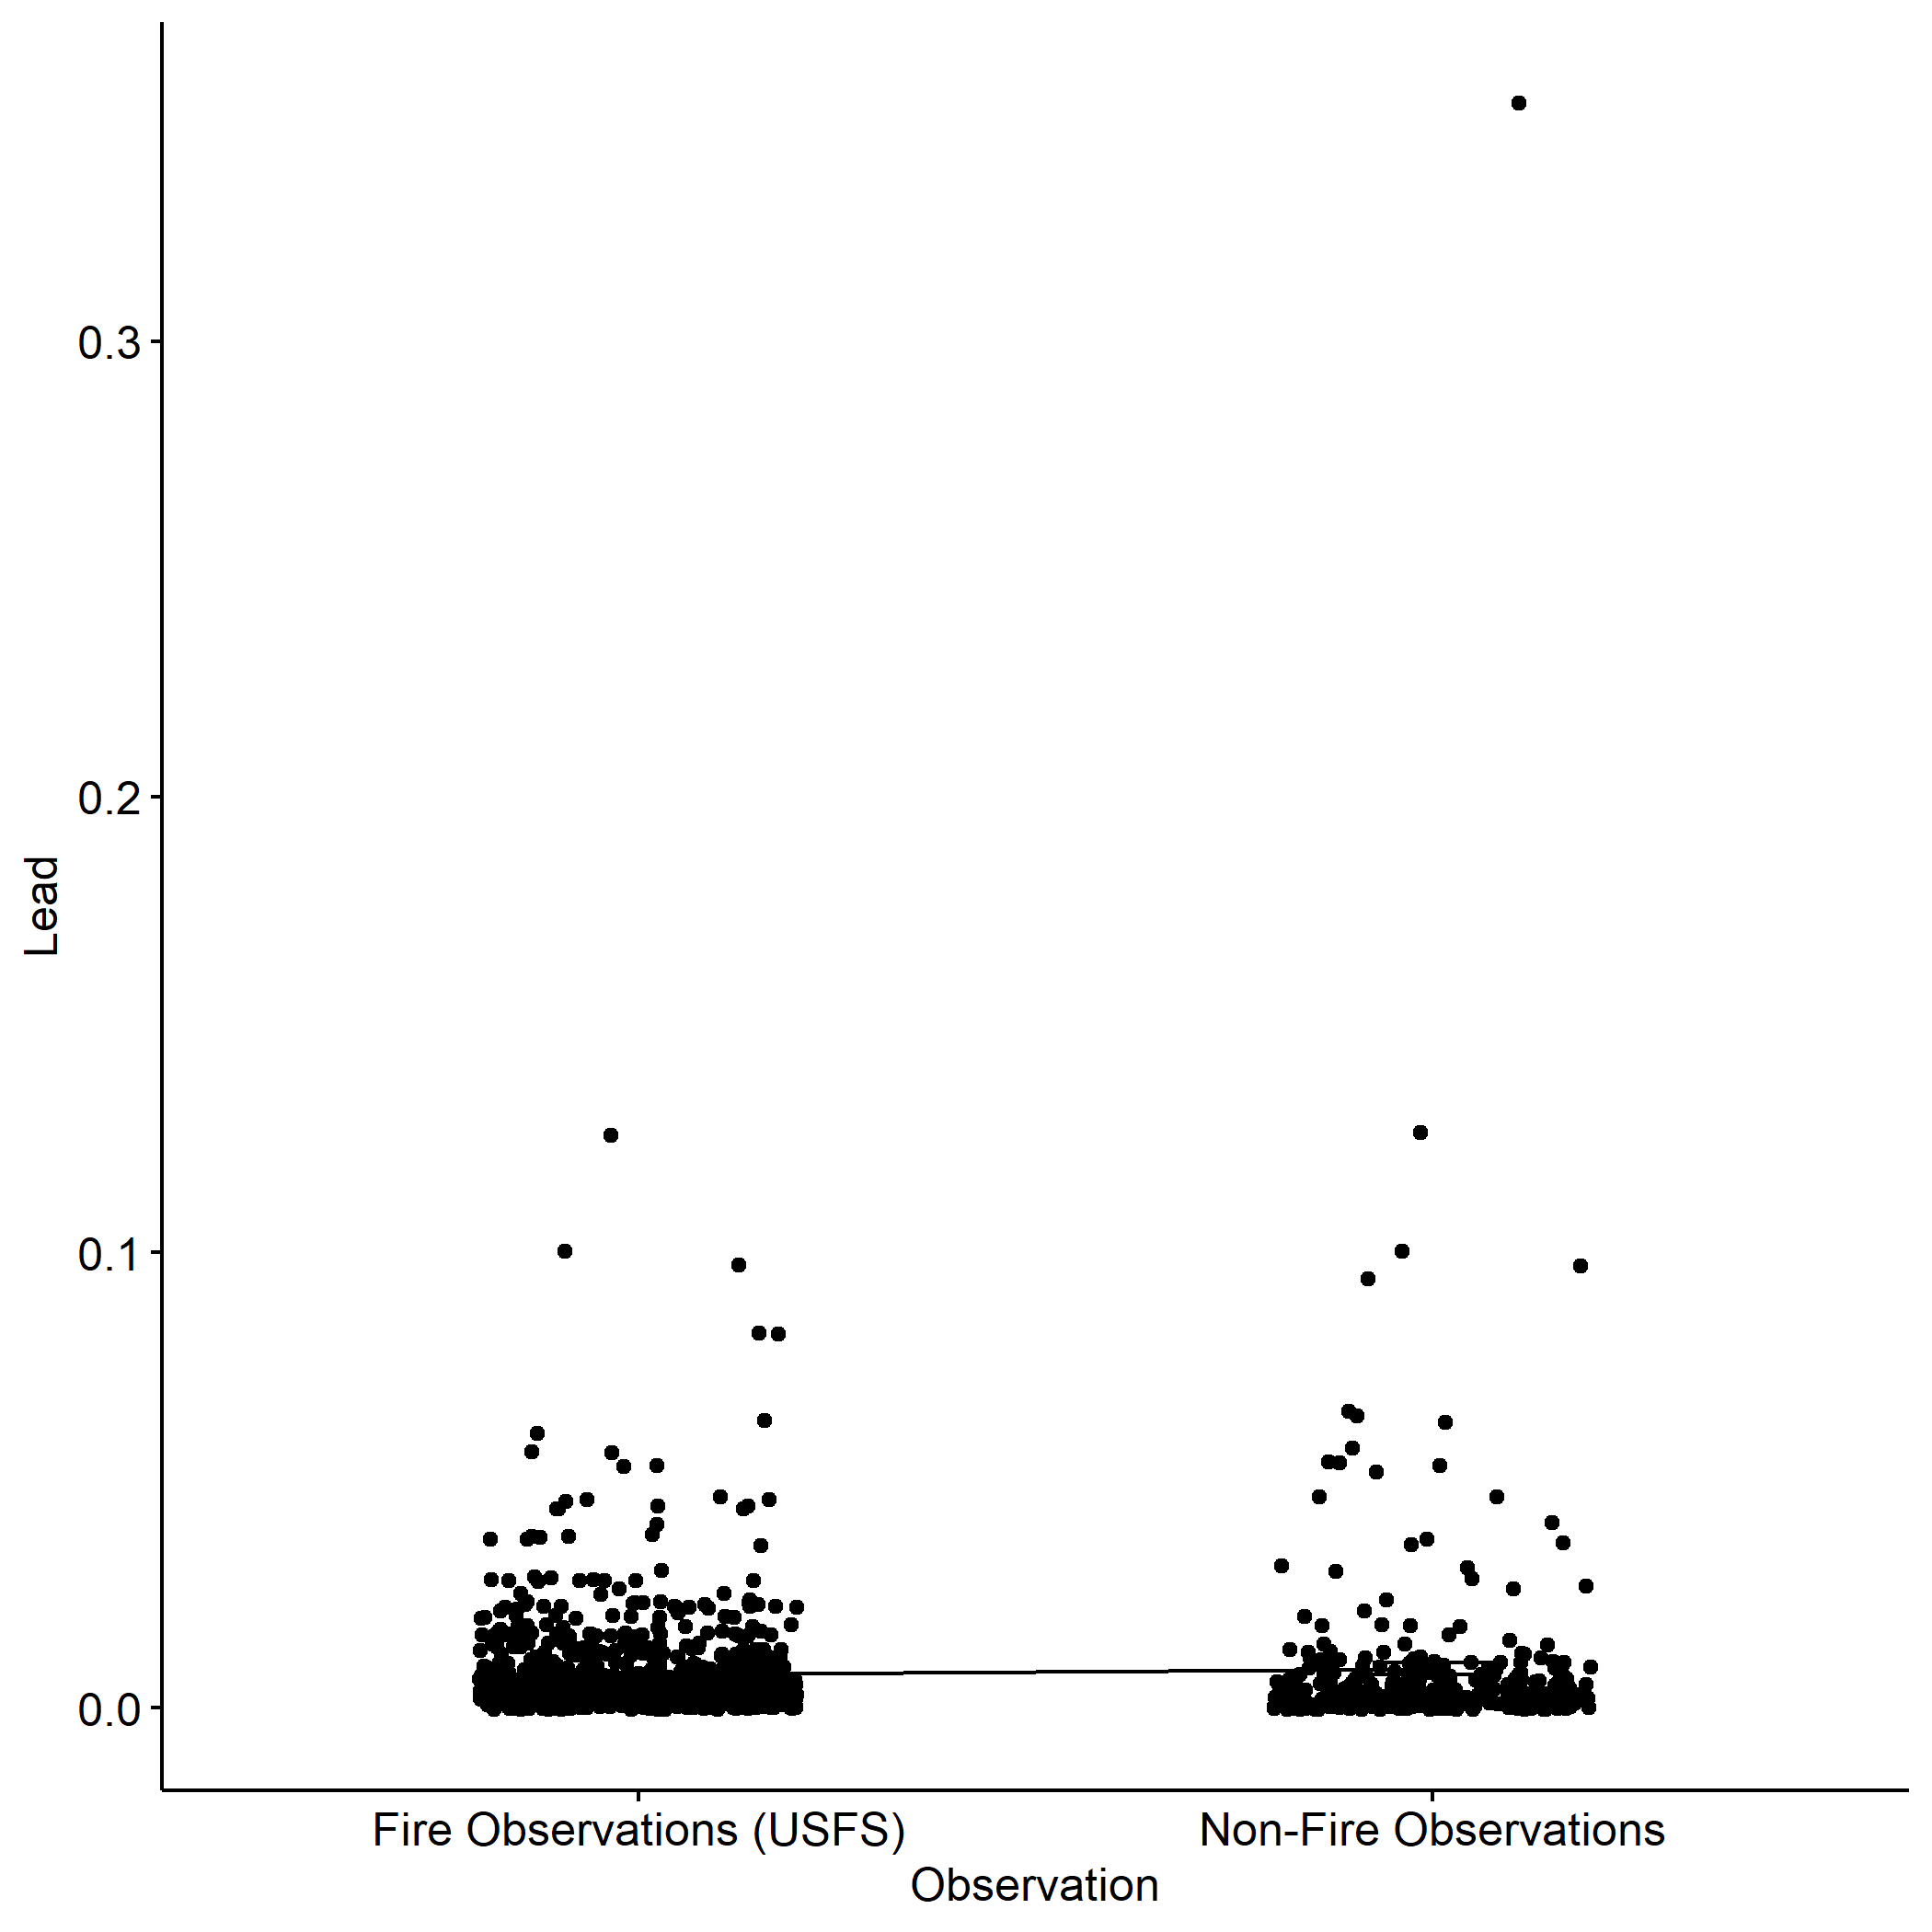 0.3
0.2
Lead
0.1
0.0
Fire Observations (USFS)
Non-Fire Observations
Observation